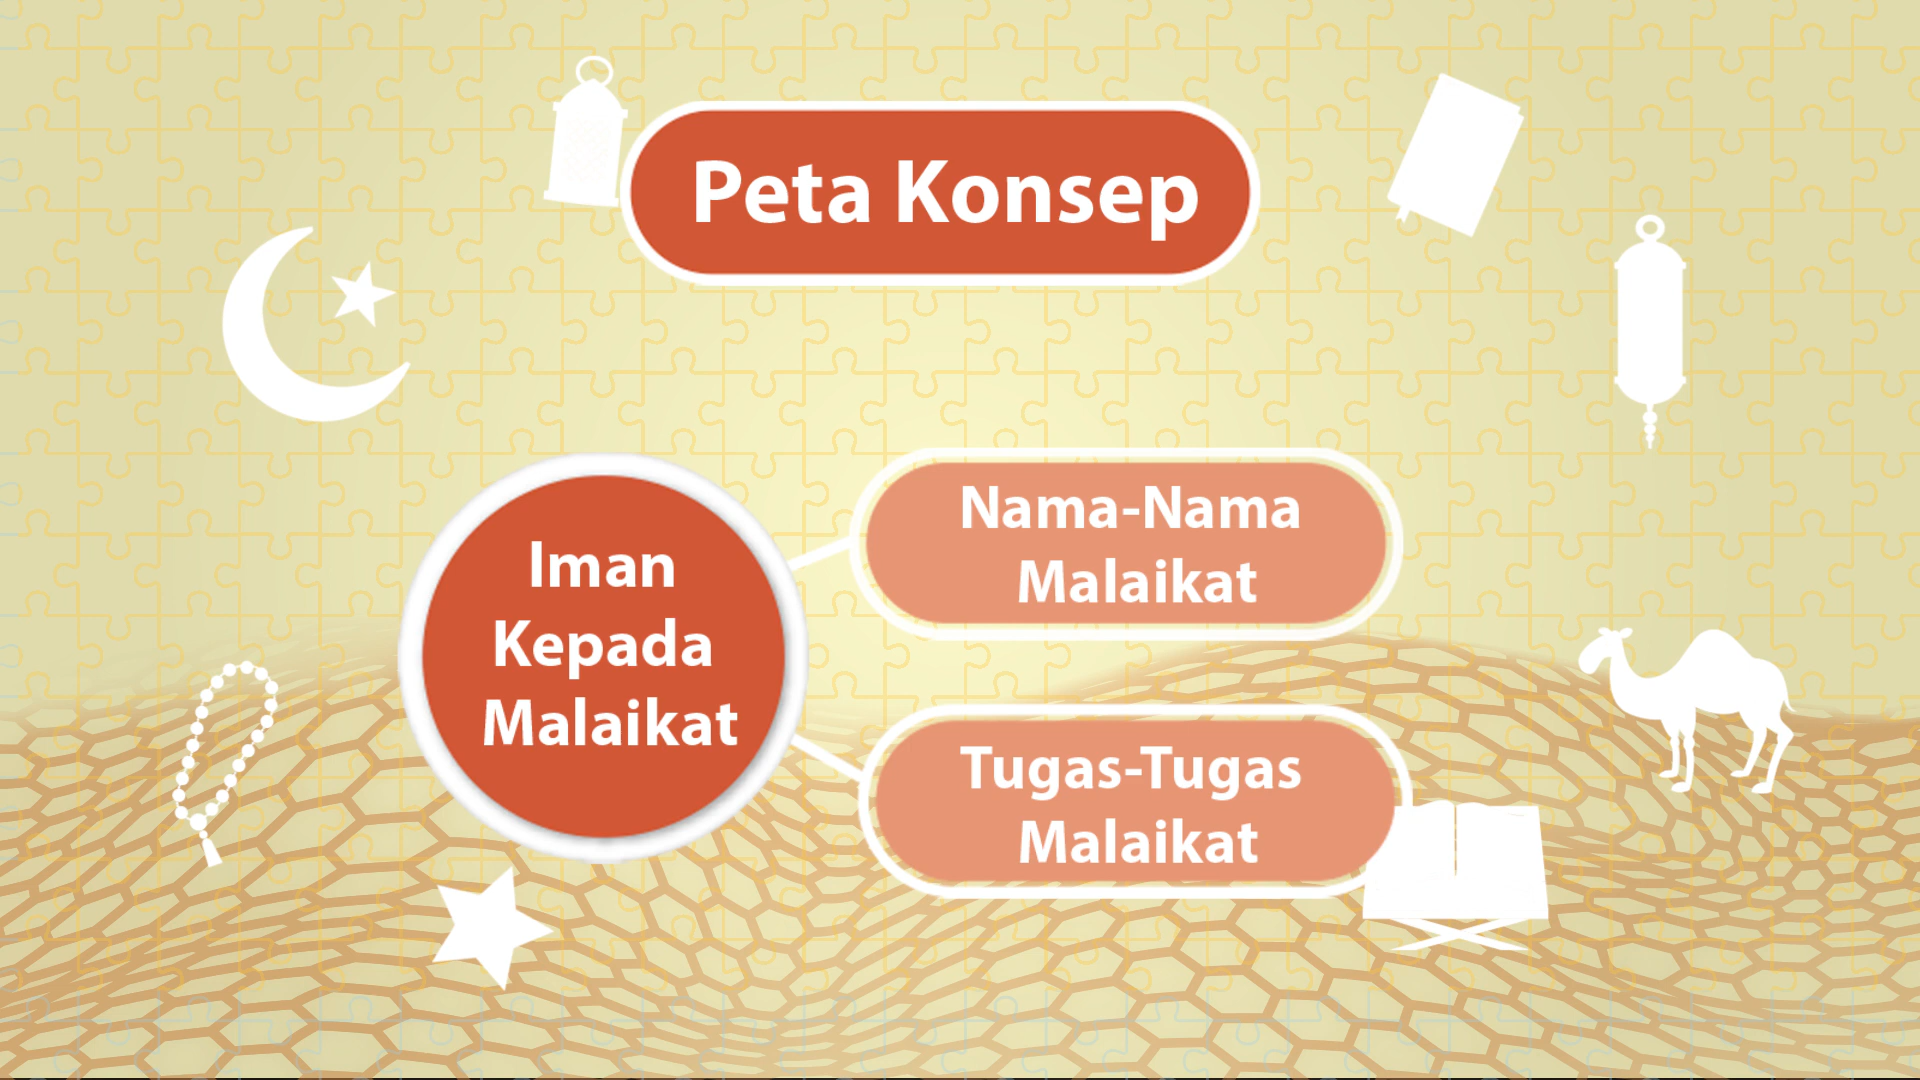 Peta Konsep
Iman
Kepada
Malaikat
Nama-Nama
Malaikat
Tugas-Tugas
Malaikat